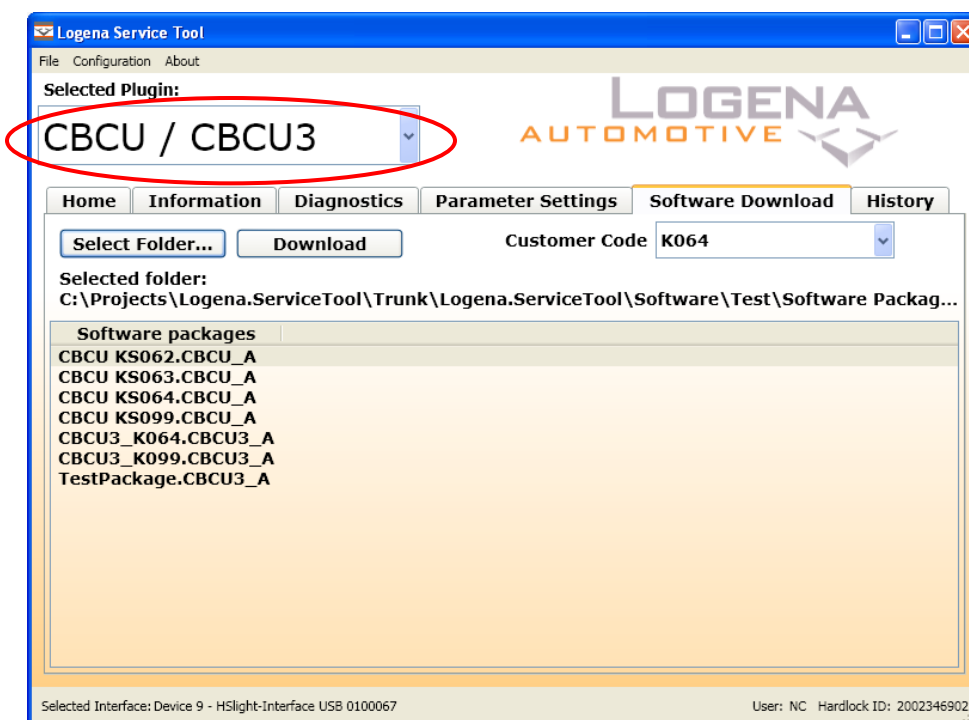 Logena Service Tool
File Configuration About
Selected Plugin:
CBCU / CBCU3
LOGENA
AUTOMOTIVE
Home Information Diagnostics Parameter Settings Software Download History
Select Folder... Download Customer Code K064
Selected folder:
C:\Projects\Logena.ServiceTool\Trunk\Logena.ServiceTool\Software\Test\Software Packag...
Software packages
CBCU KS062.CBCU_A
CBCU KS063.CBCU_A
CBCU KS064.CBCU_A
CBCU KS099.CBCU_A
CBCU3_K064.CBCU3_A
CBCU3_K099.CBCU3_A
TestPackage.CBCU3_A
Selected Interface: Device 9 - HSlight-Interface USB 0100067 User: NC Hardlock ID: 2002346902